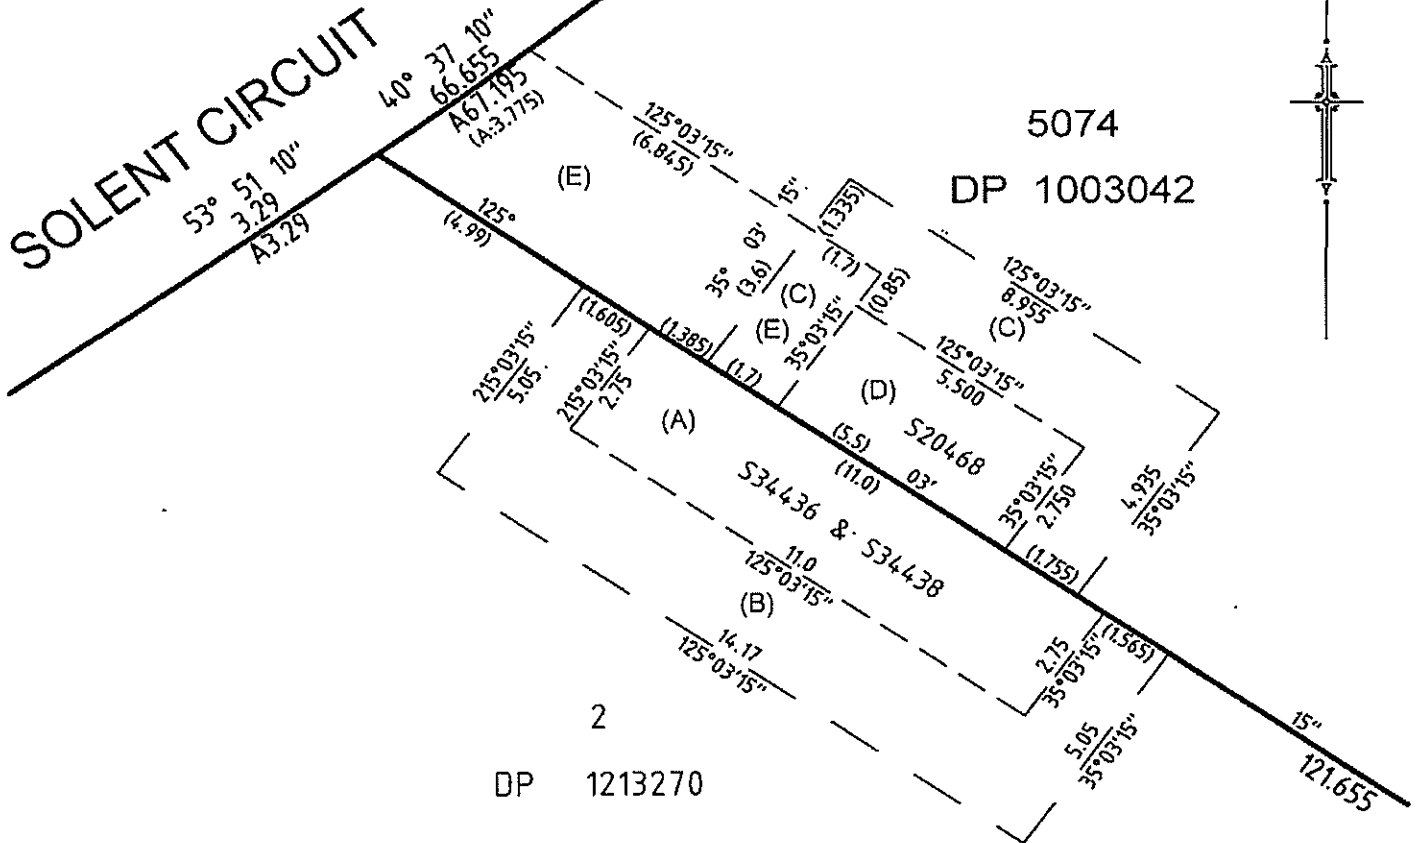 SOLENT CIRCUIT
40° 37 10"
66.655
A67.195
(A:3.775)
53° 51 10"
3.29
A3.29
5074
DP 1003042
125°03'15"
(6.845)
(E)
125°
(4.99)
15".
(1.335)
03'
35°
(3.6)
(1.7)
(C)
(0.85)
125°03'15"
8.955
(C)
(E)
35°03'15"
(1.605)
(1.385)
(1.7)
215°03'15"
5.05.
215°03'15"
2.75
125°03'15"
5.500
(D)
(A)
S20468
(5.5)
(11.0)
03'
S34436 & S34438
35°03'15"
2.750
4.935
35°03'15"
(1.755)
11.0
125°03'15"
(B)
14.17
125°03'15"
2.75
35°03'15"
(1.565)
5.05
35°03'15"
15"
121.655
2
DP 1213270